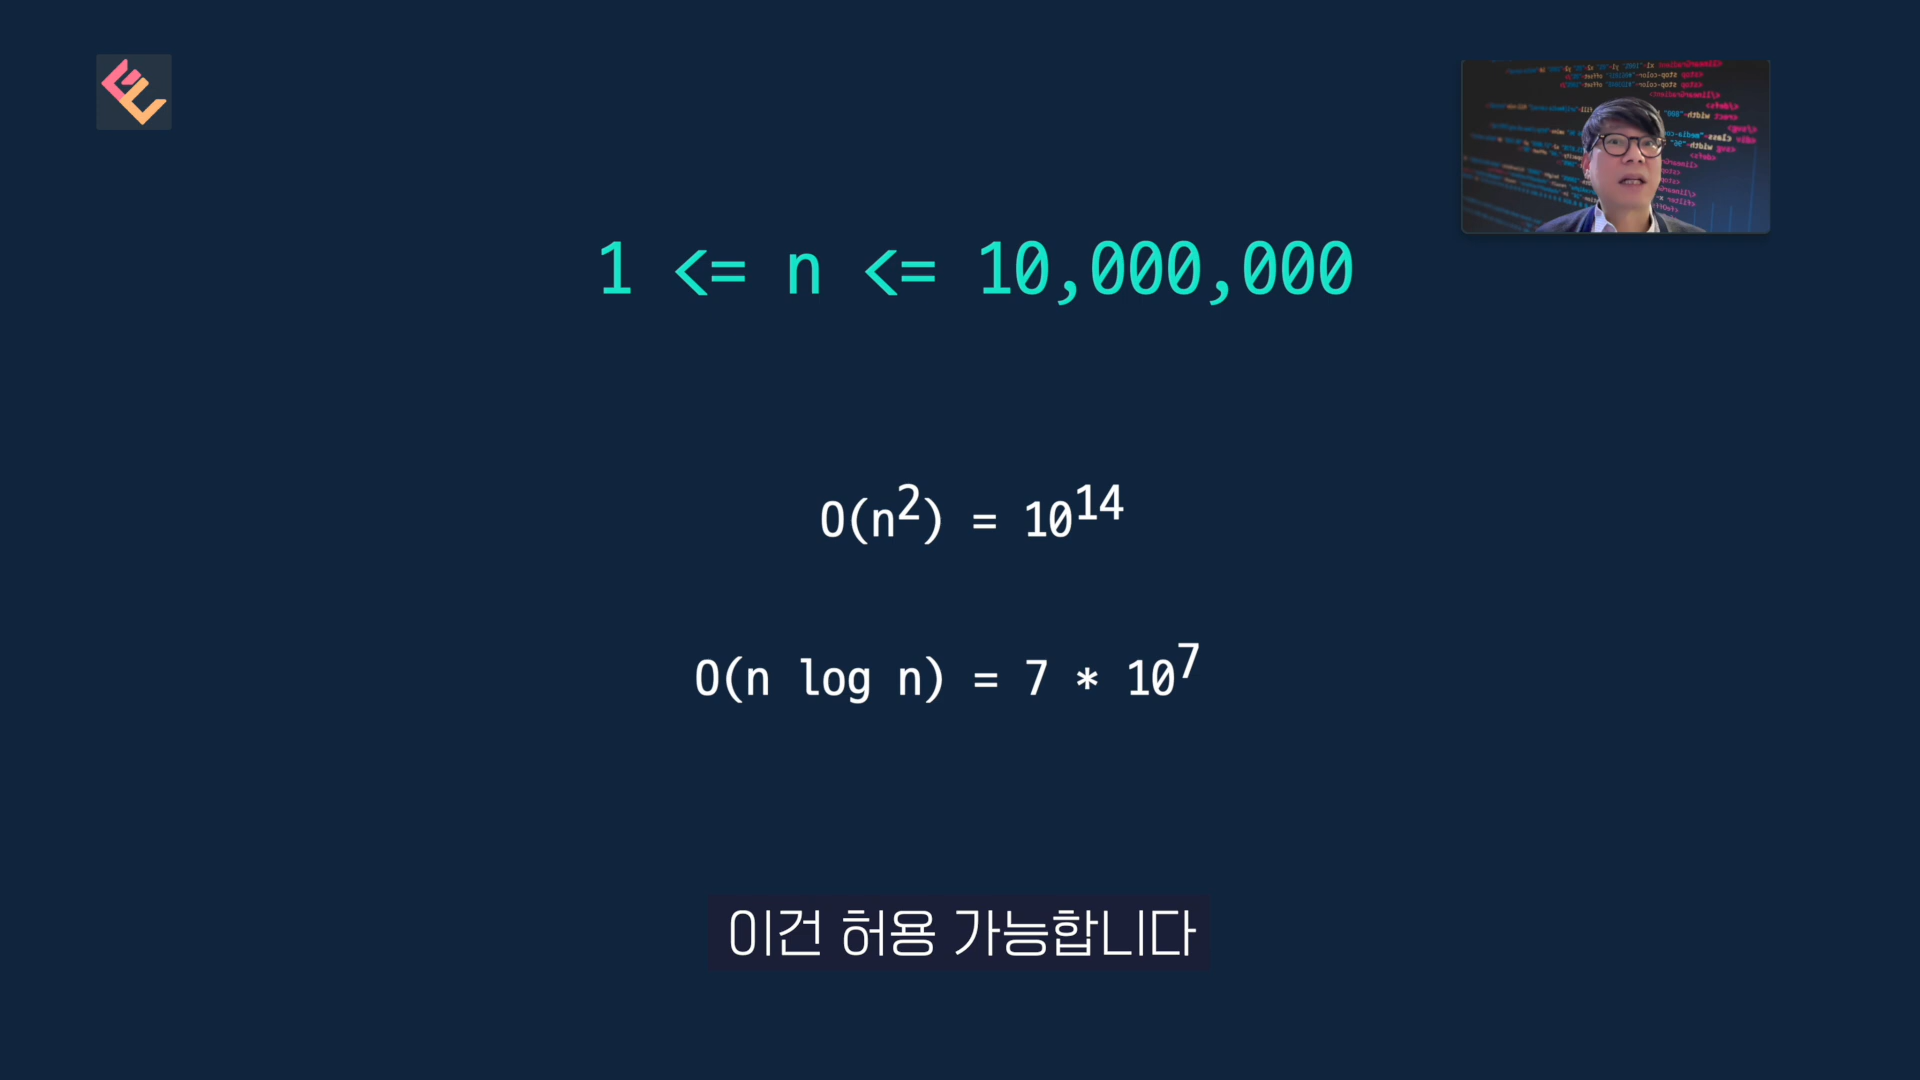 1 <= n <= 10,000,000
O(n²) = 10¹⁴
O(n log n) = 7 * 10⁷
이건 허용 가능합니다